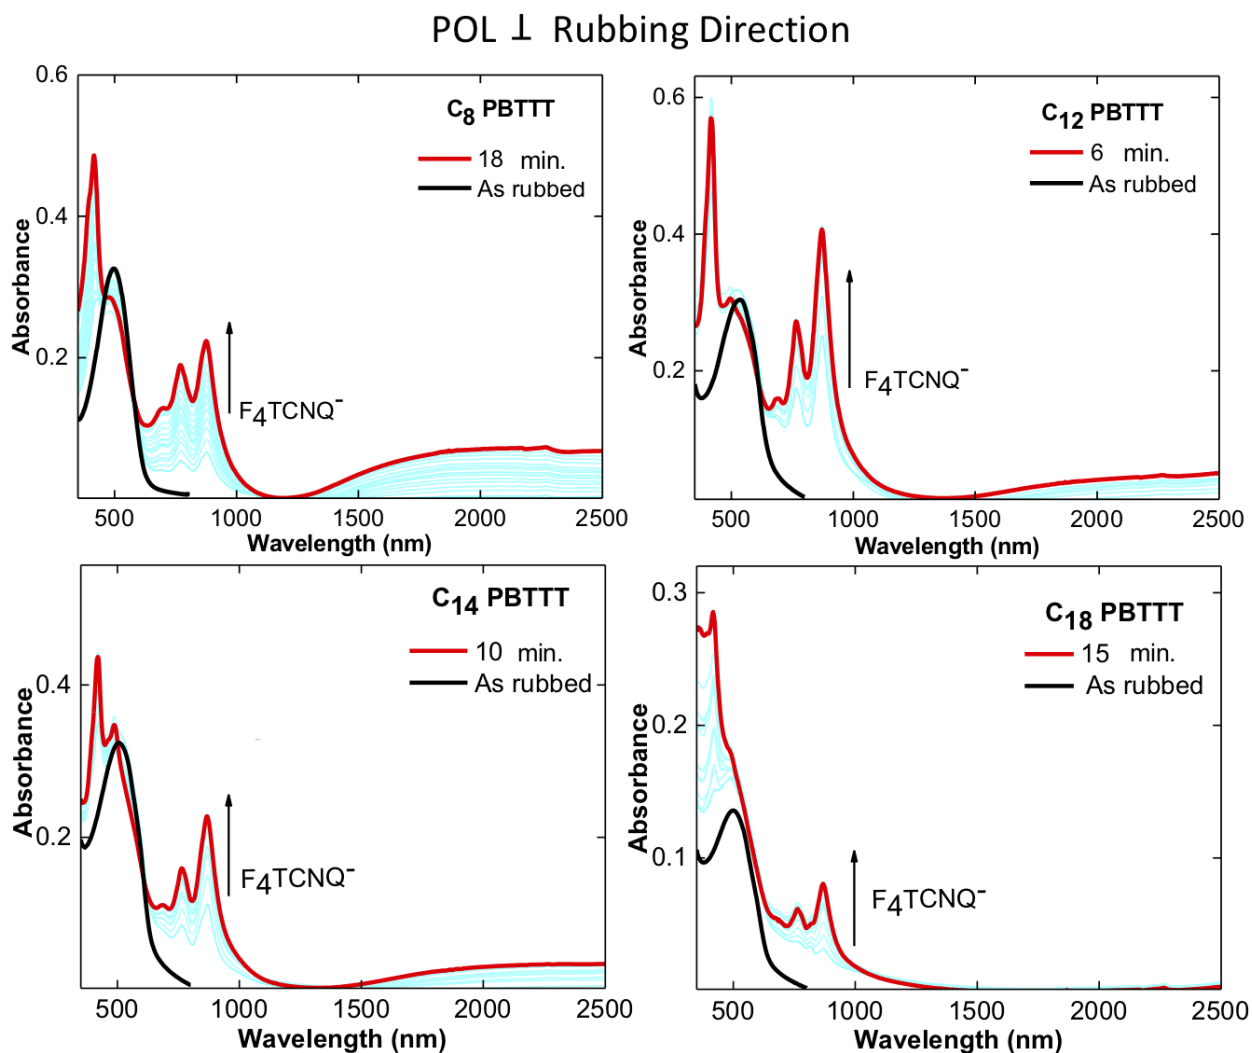 POL ⊥ Rubbing Direction
C8 PBTTT
18 min.
As rubbed
F4TCNQ-
0.6
0.4
0.2
Absorbance
500 1000 1500 2000 2500
Wavelength (nm)
C12 PBTTT
6 min.
As rubbed
F4TCNQ-
0.6
0.4
0.2
Absorbance
500 1000 1500 2000 2500
Wavelength (nm)
C14 PBTTT
10 min.
As rubbed
F4TCNQ-
0.4
0.2
Absorbance
500 1000 1500 2000 2500
Wavelength (nm)
C18 PBTTT
15 min.
As rubbed
F4TCNQ-
0.3
0.2
0.1
Absorbance
500 1000 1500 2000 2500
Wavelength (nm)